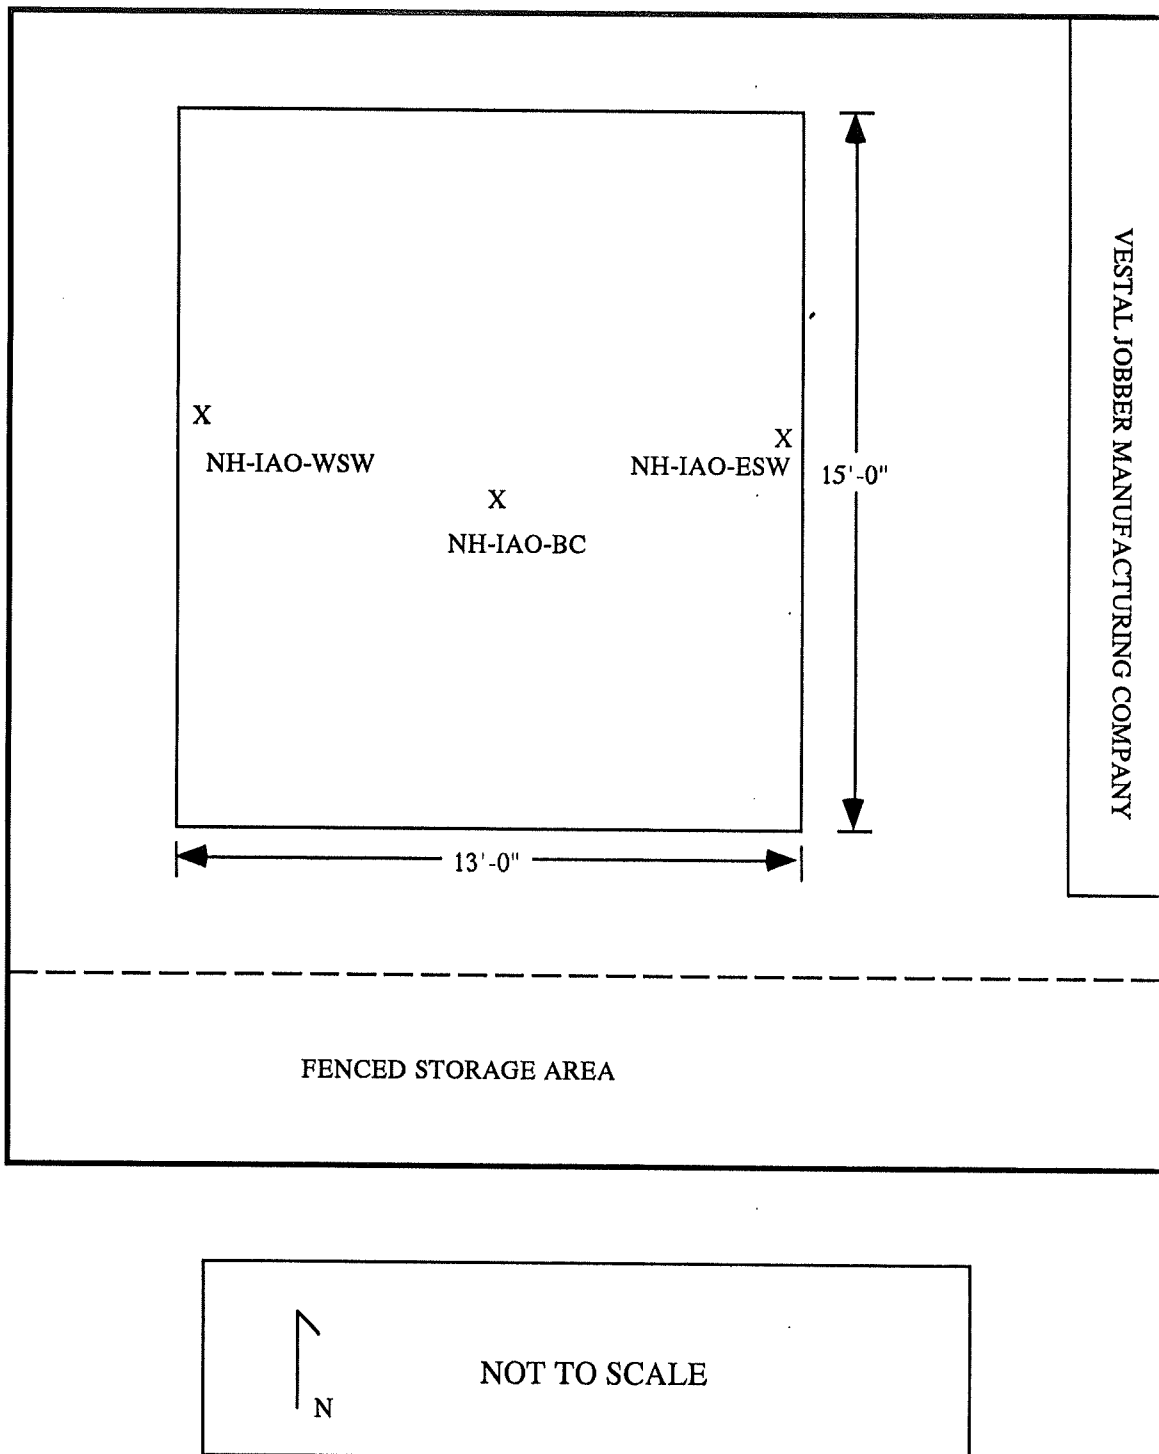 VESTAL JOBBER MANUFACTURING COMPANY
X
NH-IAO-WSW
X
NH-IAO-ESW
15'-0"
X
NH-IAO-BC
13'-0"
FENCED STORAGE AREA
NOT TO SCALE
N